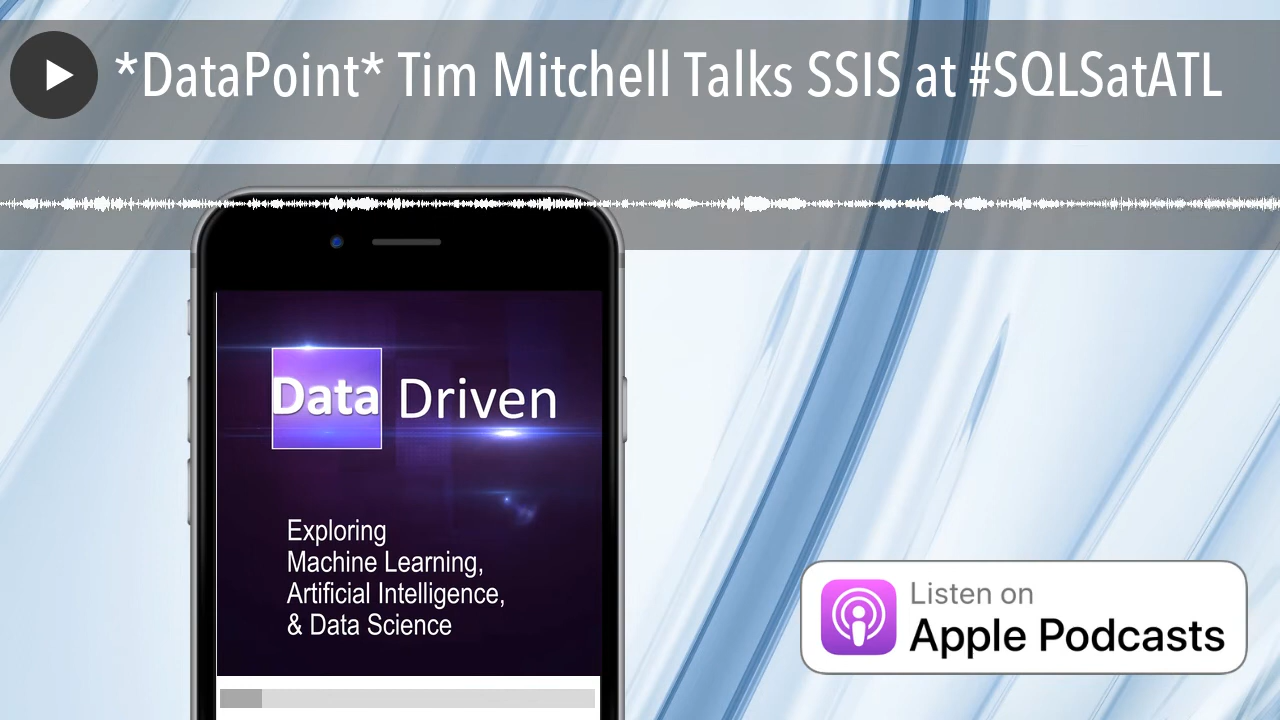 *DataPoint* Tim Mitchell Talks SSIS at #SQLSatATL
Data Driven
Exploring
Machine Learning,
Artificial Intelligence,
& Data Science
Listen on
Apple Podcasts